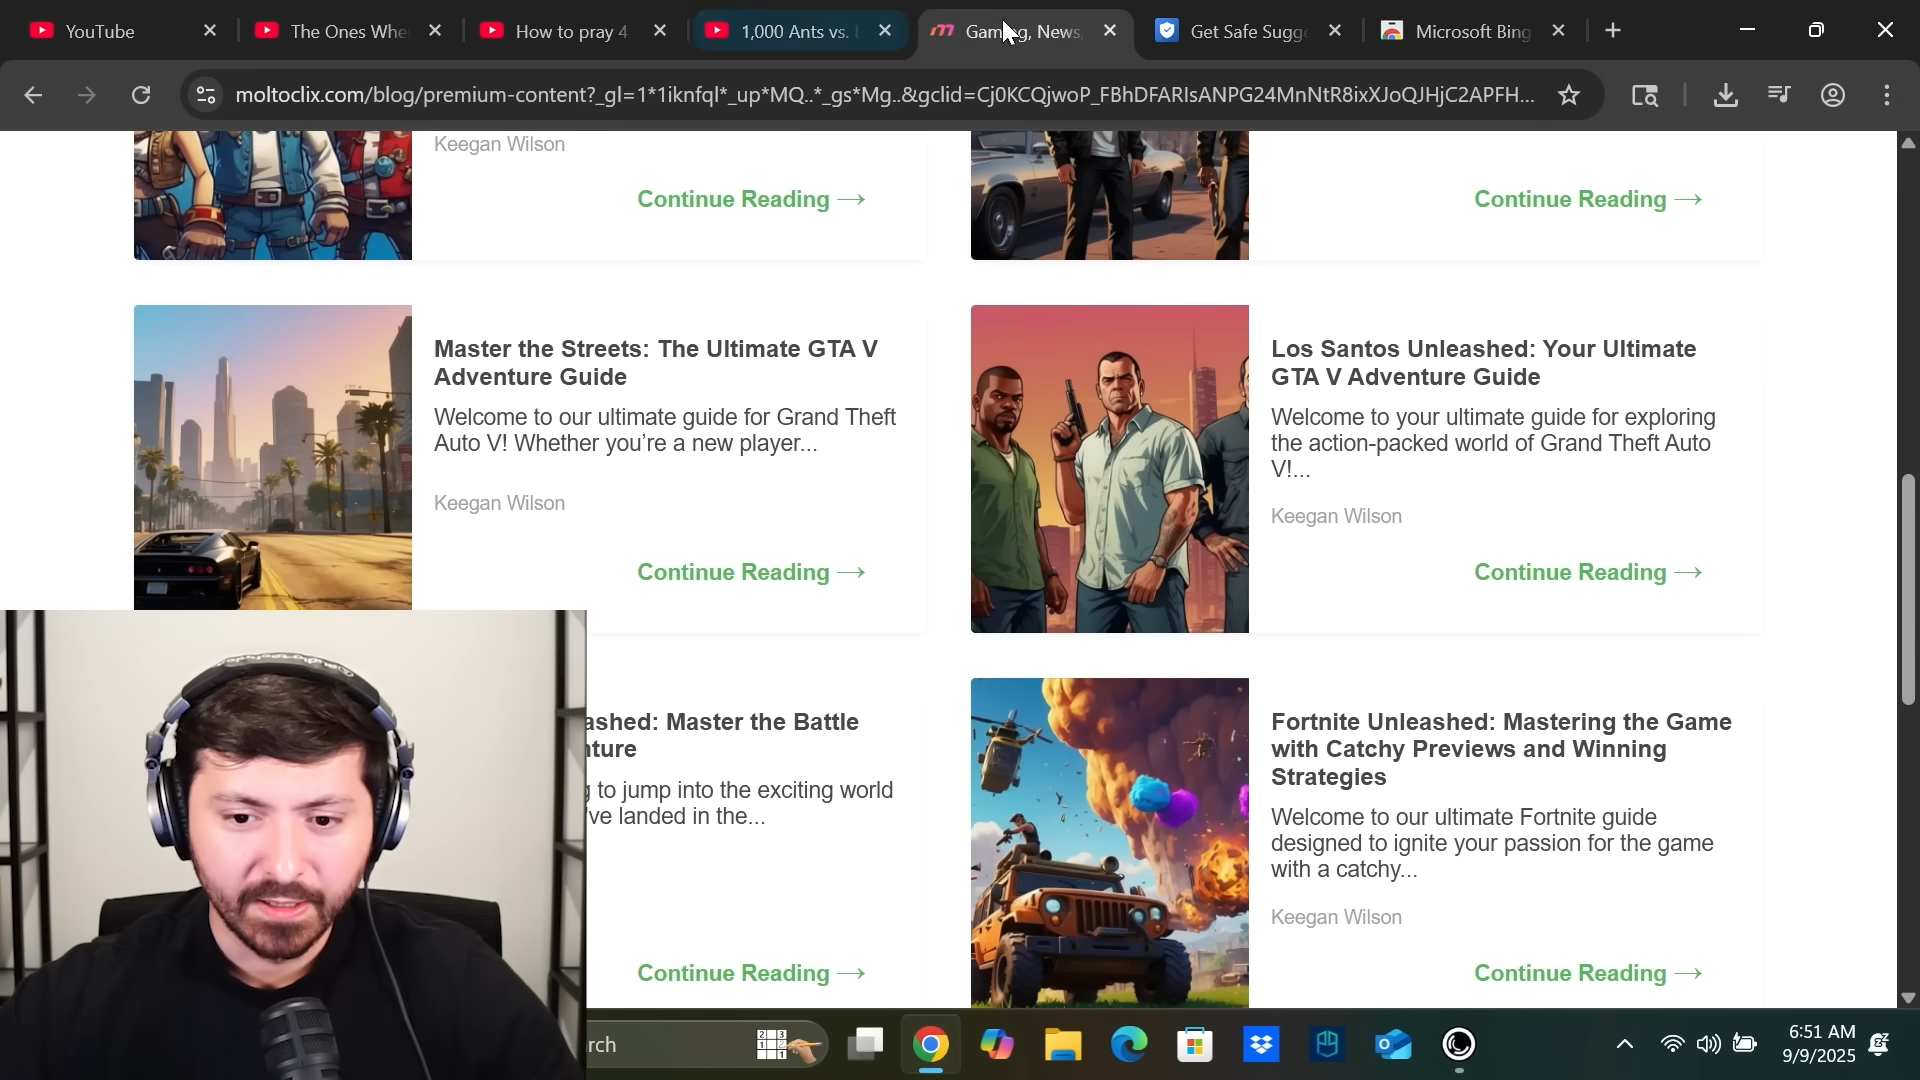 YouTube
The Ones Whe
How to pray 4
1,000 Ants vs.
Gaming, News,
Get Safe Sugge
Microsoft Bing
moltoclix.com/blog/premium-content?_gl=1*1iknfql*_up*MQ..*_gs*Mg..&gclid=Cj0KCQjwoP_FBhDFARIsANPG24MnNtR8ixXJoQJHjC2APFH...
Keegan Wilson
Continue Reading →
Continue Reading →
Master the Streets: The Ultimate GTA V
Adventure Guide
Welcome to our ultimate guide for Grand Theft
Auto V! Whether you’re a new player...
Keegan Wilson
Continue Reading →
Los Santos Unleashed: Your Ultimate
GTA V Adventure Guide
Welcome to your ultimate guide for exploring
the action-packed world of Grand Theft Auto
V!...
Keegan Wilson
Continue Reading →
ashed: Master the Battle
nture
g to jump into the exciting world
've landed in the...
Continue Reading →
Fortnite Unleashed: Mastering the Game
with Catchy Previews and Winning
Strategies
Welcome to our ultimate Fortnite guide
designed to ignite your passion for the game
with a catchy...
Keegan Wilson
Continue Reading →
rch
6:51 AM
9/9/2025